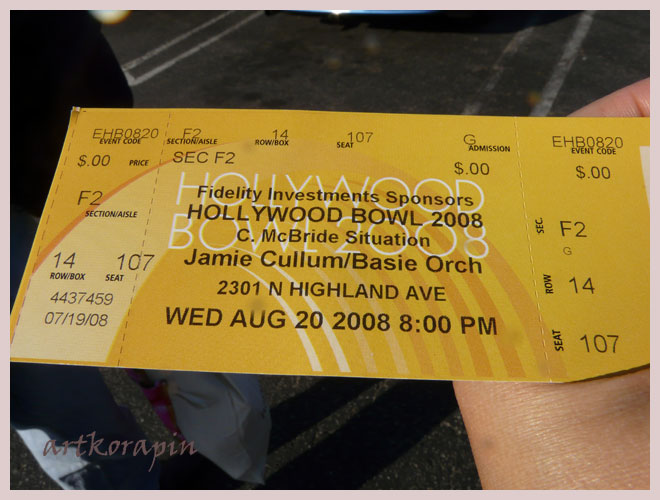 EHB0820 F2 14 107 G EHB0820
EVENT CODE SECTION/AISLE ROW/BOX SEAT ADMISSION EVENT CODE
$.00 PRICE SEC F2 $.00 $.00
HOLLYWOOD
BOWL 2008
Fidelity Investments Sponsors
HOLLYWOOD BOWL 2008
C. McBride Situation
Jamie Cullum/Basie Orch
2301 N HIGHLAND AVE
WED AUG 20 2008 8:00 PM
F2
SECTION/AISLE
14 107
ROW/BOX SEAT
4437459
07/19/08
SEC. F2
G
ROW 14
SEAT 107
artkorapin